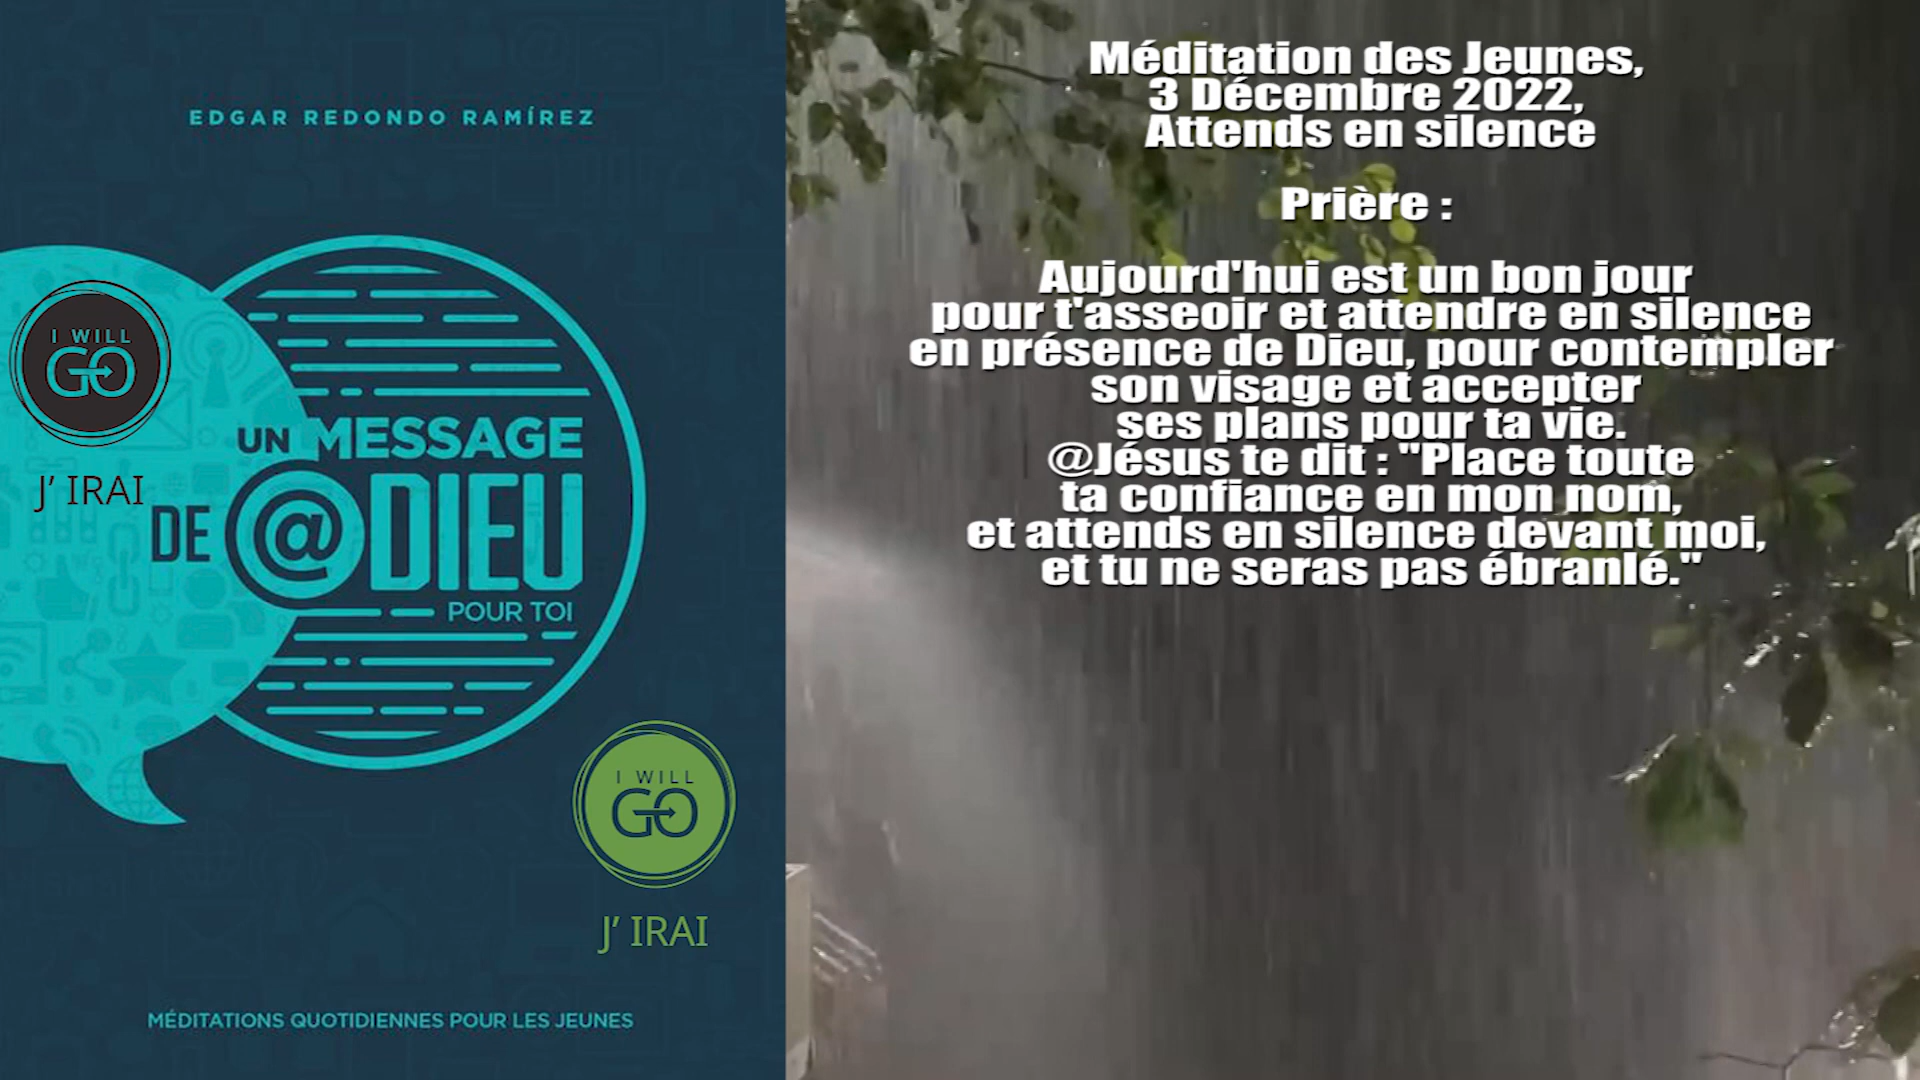 EDGAR REDONDO RAMÍREZ
I WILL
GO
J' IRAI
UN MESSAGE
DE @DIEU
POUR TOI
I WILL
GO
J' IRAI
MÉDITATIONS QUOTIDIENNES POUR LES JEUNES
Méditation des Jeunes,
3 Décembre 2022,
Attends en silence
Prière :
Aujourd'hui est un bon jour
pour t'asseoir et attendre en silence
en présence de Dieu, pour contempler
son visage et accepter
ses plans pour ta vie.
@Jésus te dit : "Place toute
ta confiance en mon nom,
et attends en silence devant moi,
et tu ne seras pas ébranlé."